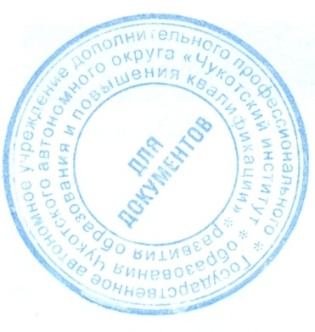 Государственное автономное учреждение дополнительного профессионального *
образования Чукотского автономного округа «Чукотский институт *
развития образования и повышения квалификации» *
ДЛЯ
ДОКУМЕНТОВ